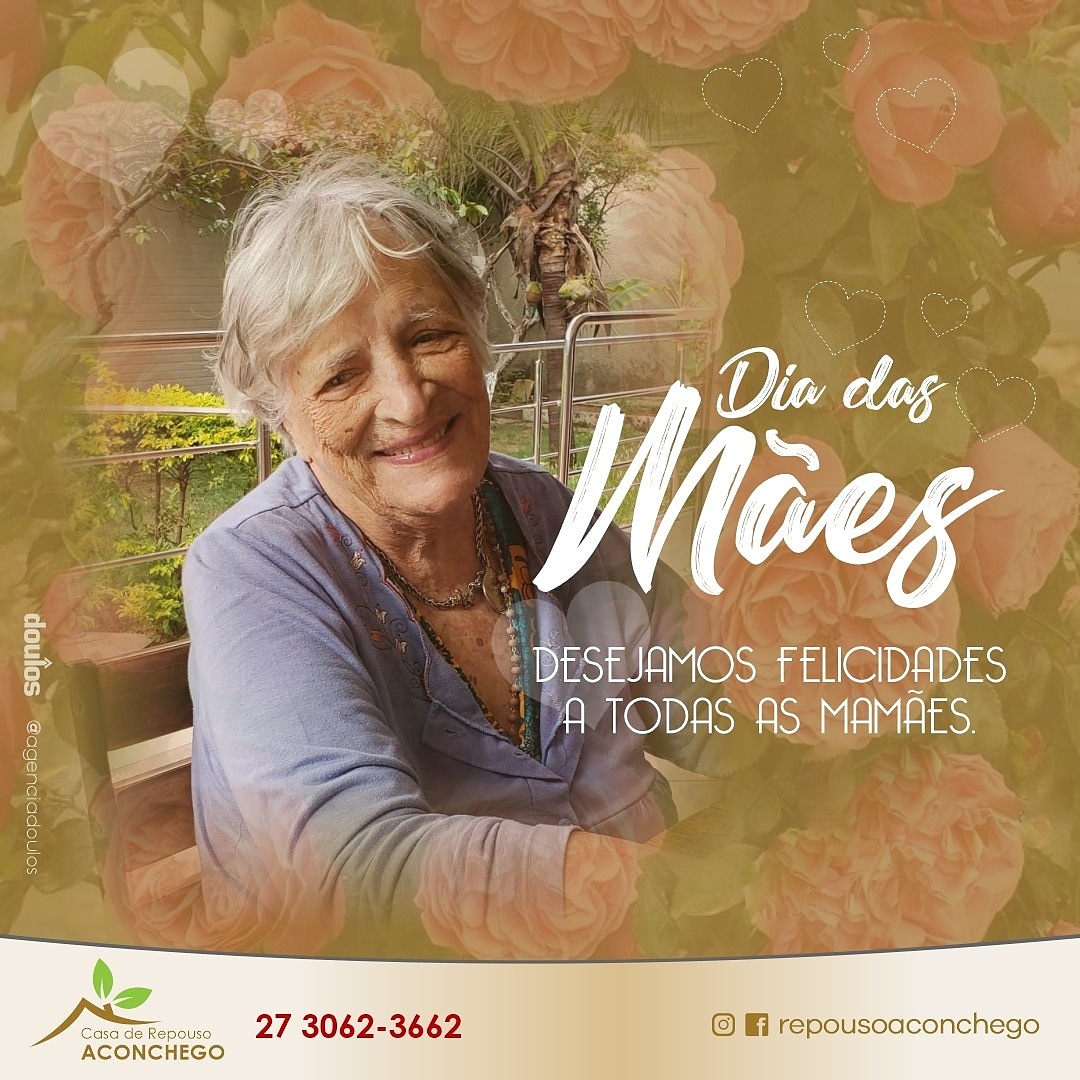 Dia das
Mães
DESEJAMOS FELICIDADES
A TODAS AS MAMÃES.
doulos
@agenciadoulos
Casa de Repouso
ACONCHEGO
27 3062-3662
repousoaconchego